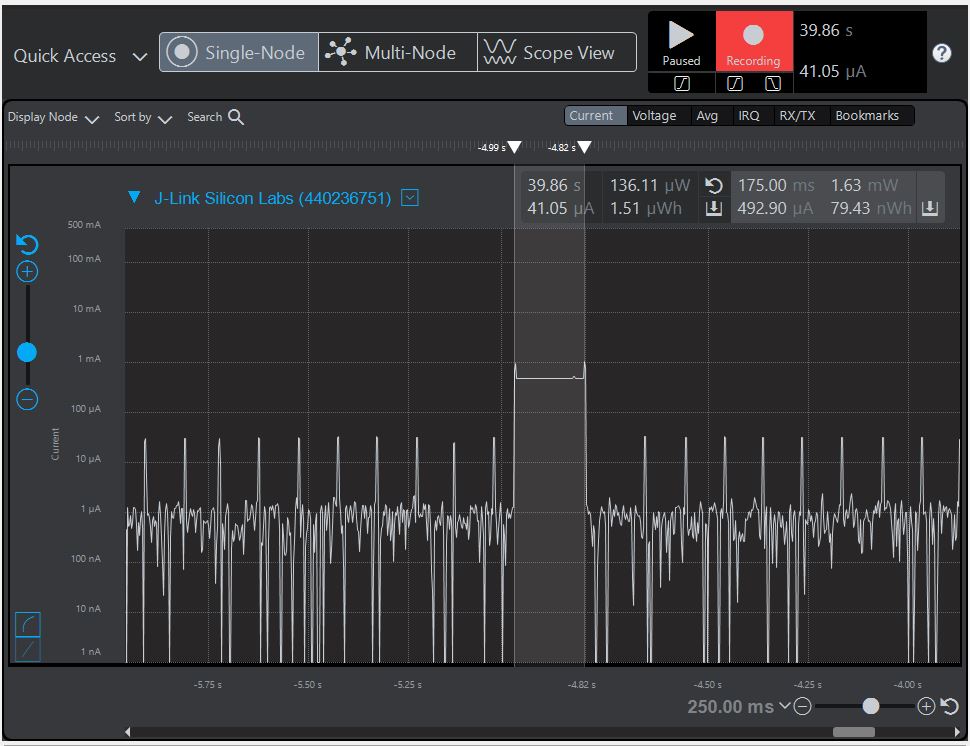 Quick Access
Single-Node
Multi-Node
Scope View
Paused
Recording
39.86 s
41.05 µA
?
Display Node
Sort by
Search
Current Voltage Avg IRQ RX/TX Bookmarks
-4.99 s -4.82 s
J-Link Silicon Labs (440236751)
39.86 s 136.11 µW 175.00 ms 1.63 mW
41.05 µA 1.51 µWh 492.90 µA 79.43 nWh
500 mA
100 mA
10 mA
1 mA
100 µA
10 µA
1 µA
100 nA
10 nA
1 nA
Current
-5.75 s -5.50 s -5.25 s -4.82 s -4.50 s -4.25 s -4.00 s
250.00 ms